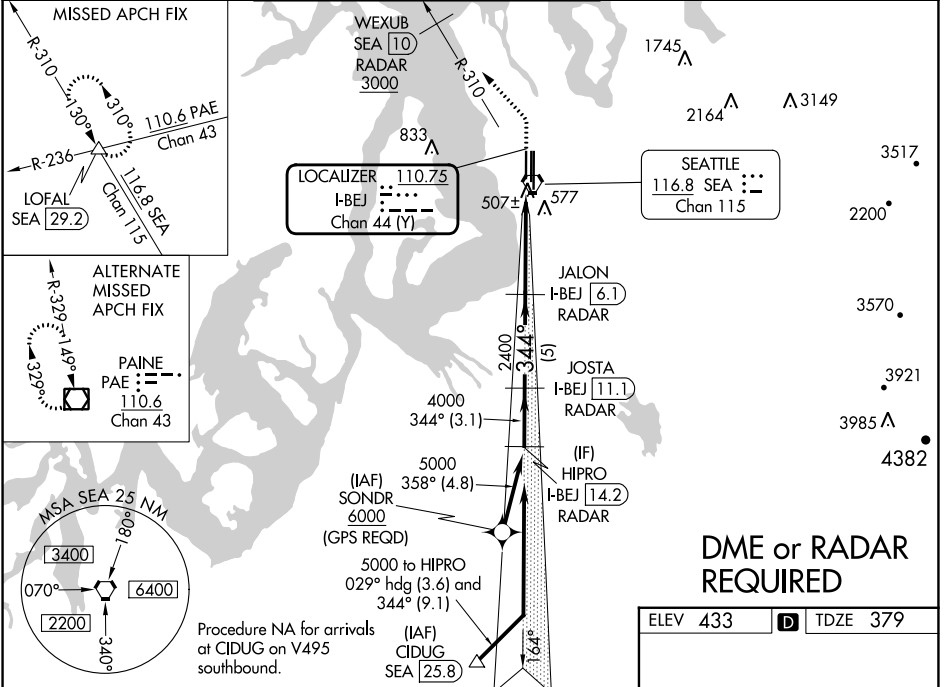 MISSED APCH FIX
R-310
310°
130°
110.6 PAE
Chan 43
R-236
LOFAL
SEA 29.2
116.8 SEA
Chan 115
ALTERNATE
MISSED
APCH FIX
R-329
149°
329°
PAINE
PAE
110.6
Chan 43
WEXUB
SEA 10
RADAR
3000
R-310
833
LOCALIZER 110.75
I-BEJ
Chan 44 (Y)
507±
577
SEATTLE
116.8 SEA
Chan 115
1745
2164
3149
3517
2200
3570
3921
3985
4382
JALON
I-BEJ 6.1
RADAR
2400
344°
(5)
JOSTA
I-BEJ 11.1
RADAR
4000
344° (3.1)
(IF)
HIPRO
I-BEJ 14.2
RADAR
5000
358° (4.8)
(IAF)
SONDR
6000
(GPS REQD)
5000 to HIPRO
029° hdg (3.6) and
344° (9.1)
(IAF)
CIDUG
SEA 25.8
164°
MSA SEA 25 NM
180°
3400
070°
6400
2200
340°
Procedure NA for arrivals
at CIDUG on V495
southbound.
DME or RADAR
REQUIRED
ELEV 433 D TDZE 379